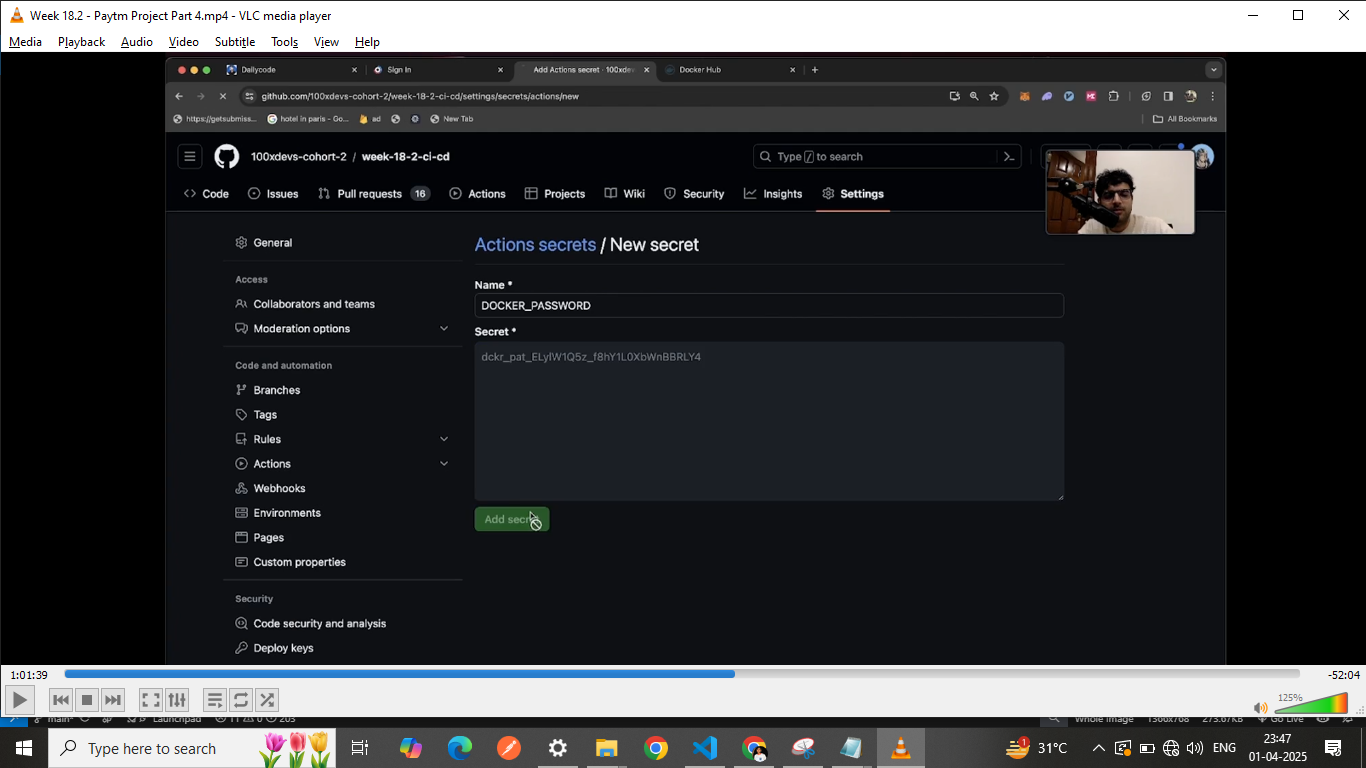 Week 18.2 - Paytm Project Part 4.mp4 - VLC media player
Media Playback Audio Video Subtitle Tools View Help
Dailycode Sign In Add Actions secret · 100xdev Docker Hub
github.com/100xdevs-cohort-2/week-18-2-ci-cd/settings/secrets/actions/new
https://getsubmiss... hotel in paris - Go... ad New Tab All Bookmarks
100xdevs-cohort-2 / week-18-2-ci-cd Type / to search
Code Issues Pull requests 16 Actions Projects Wiki Security Insights Settings
General
Actions secrets / New secret
Access
Name *
Collaborators and teams
DOCKER_PASSWORD
Moderation options
Secret *
dckr_pat_ELyIW1Q5z_f8hY1L0XbWnBBRLY4
Code and automation
Branches
Tags
Rules
Actions
Webhooks
Environments
Add secret
Pages
Custom properties
Security
Code security and analysis
Deploy keys
1:01:39 -52:04
125%
main* Launchpad 11 0 203 Whole Image 1366x768 273.67KB Go Live
Type here to search 31°C ENG 23:47
01-04-2025